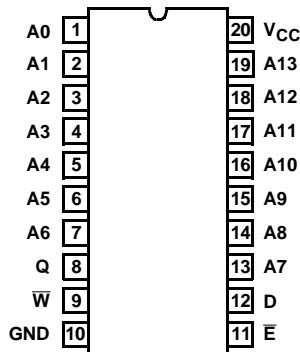 A0 1 20 VCC
A1 2 19 A13
A2 3 18 A12
A3 4 17 A11
A4 5 16 A10
A5 6 15 A9
A6 7 14 A8
Q 8 13 A7
W̅ 9 12 D
GND 10 11 E̅